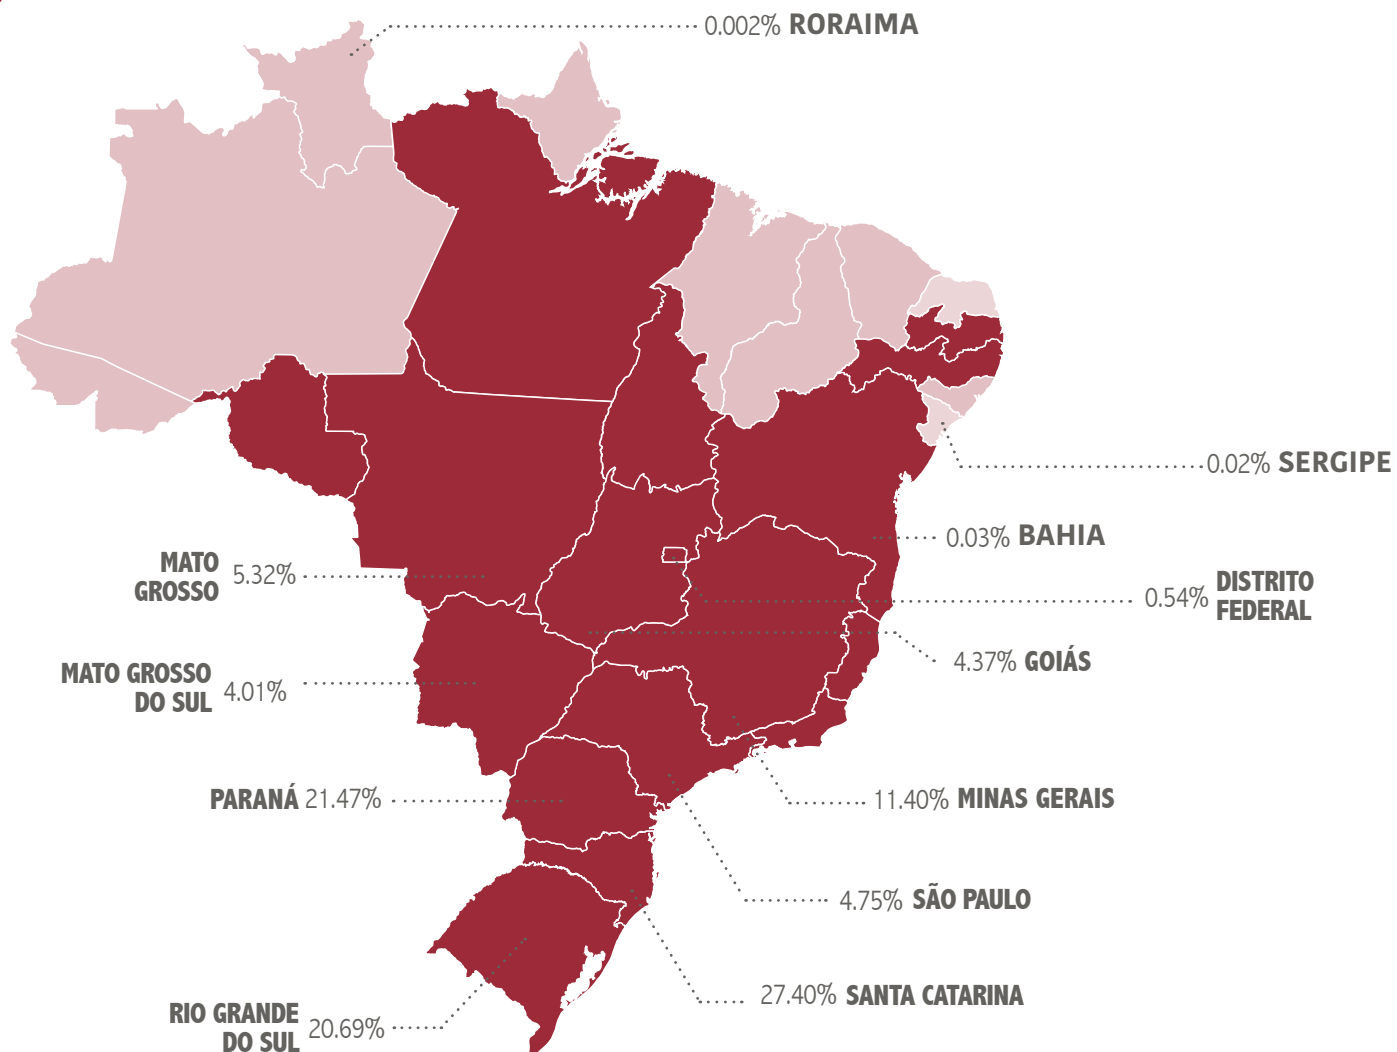 0.002% RORAIMA
0.02% SERGIPE
0.03% BAHIA
MATO
GROSSO 5.32%
0.54% DISTRITO
FEDERAL
4.37% GOIÁS
MATO GROSSO
DO SUL 4.01%
PARANÁ 21.47%
11.40% MINAS GERAIS
4.75% SÃO PAULO
27.40% SANTA CATARINA
RIO GRANDE
DO SUL 20.69%